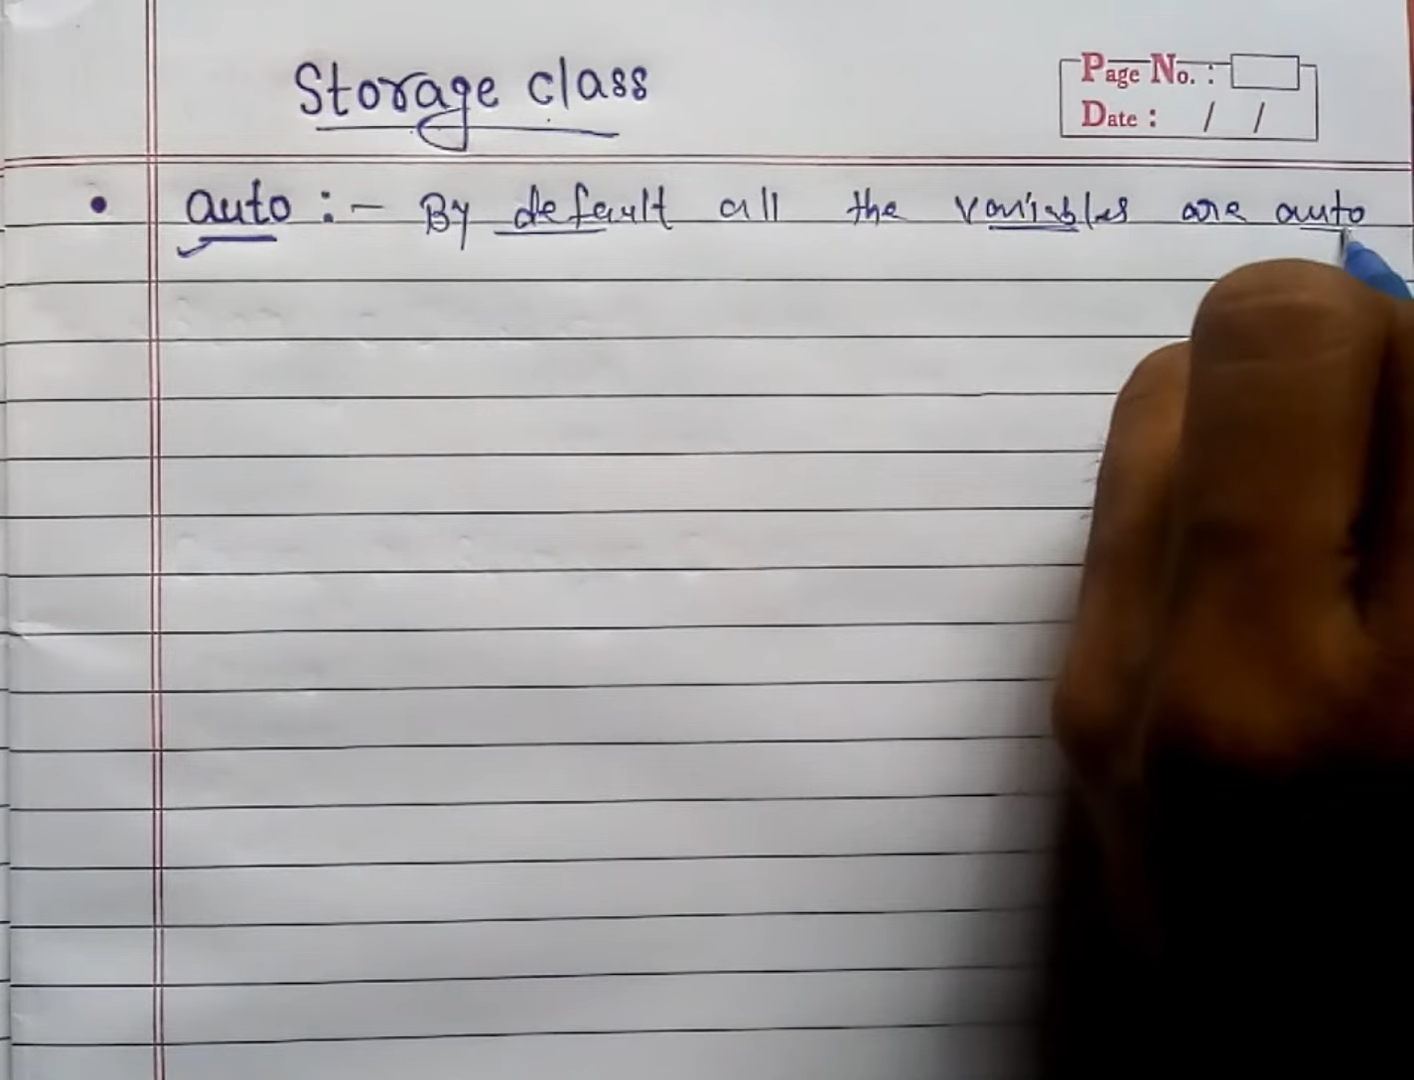 Storage class
Page No. :
Date : / /
• auto :- By default all the variables are auto